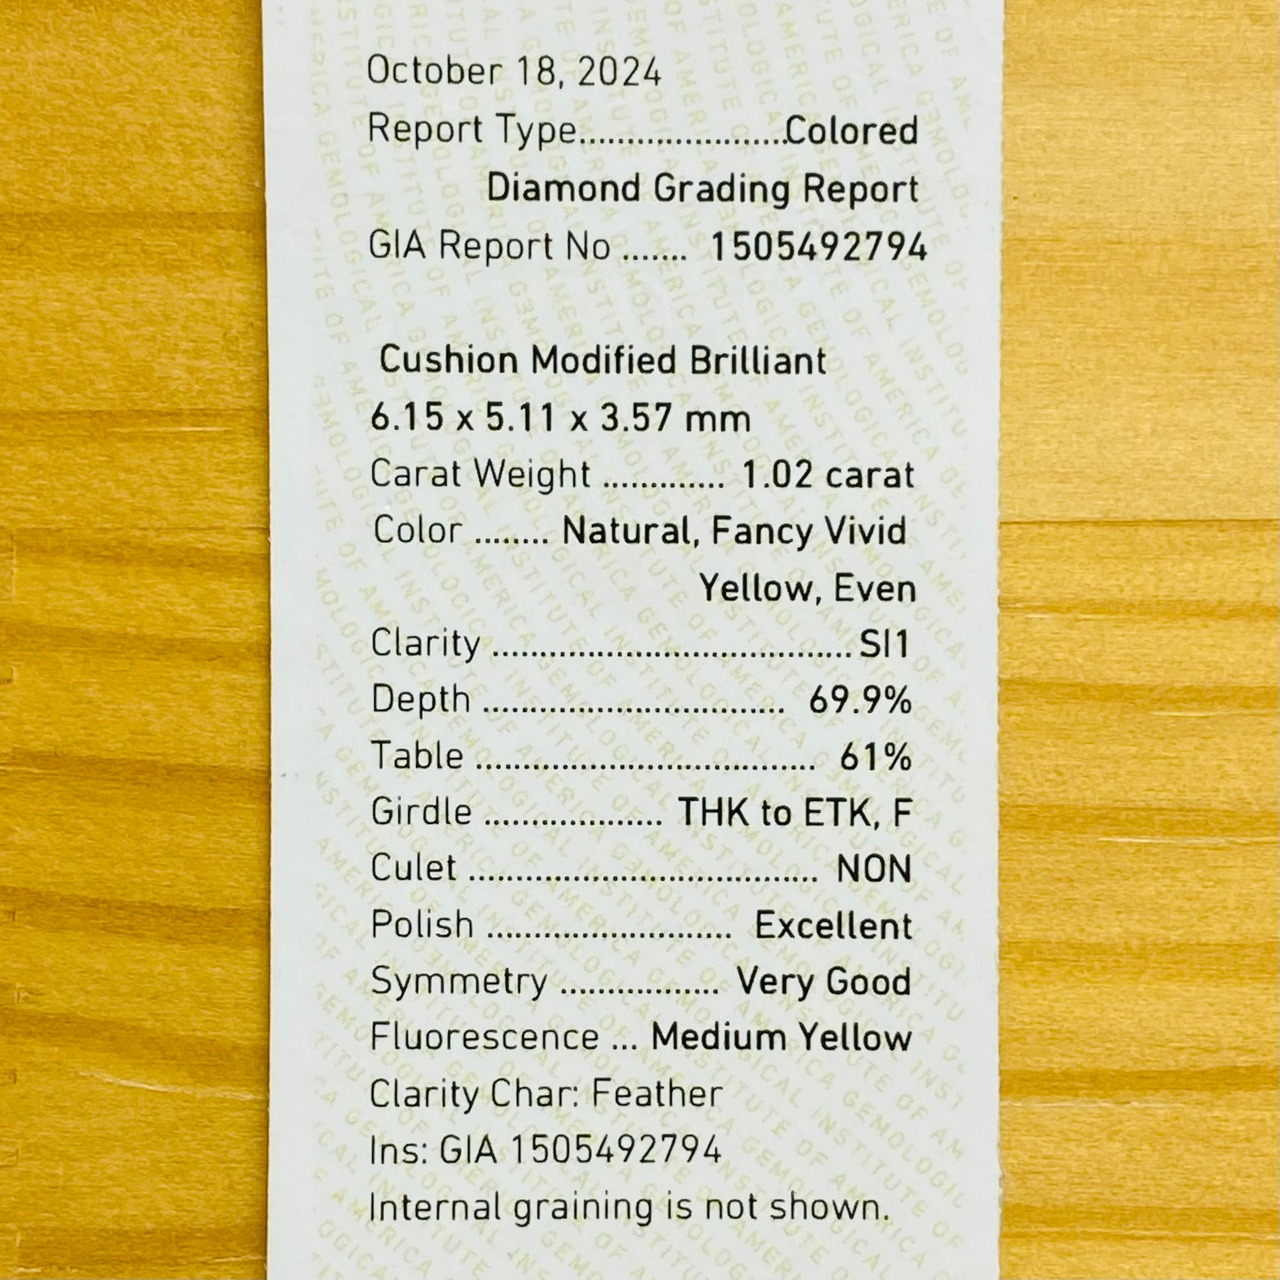 October 18, 2024
Report Type......................Colored
Diamond Grading Report
GIA Report No ....... 1505492794
Cushion Modified Brilliant
6.15 x 5.11 x 3.57 mm
Carat Weight ............. 1.02 carat
Color ........ Natural, Fancy Vivid
Yellow, Even
Clarity ...................................... SI1
Depth ................................ 69.9%
Table .................................... 61%
Girdle ................... THK to ETK, F
Culet ..................................... NON
Polish .......................... Excellent
Symmetry ................. Very Good
Fluorescence ... Medium Yellow
Clarity Char: Feather
Ins: GIA 1505492794
Internal graining is not shown.